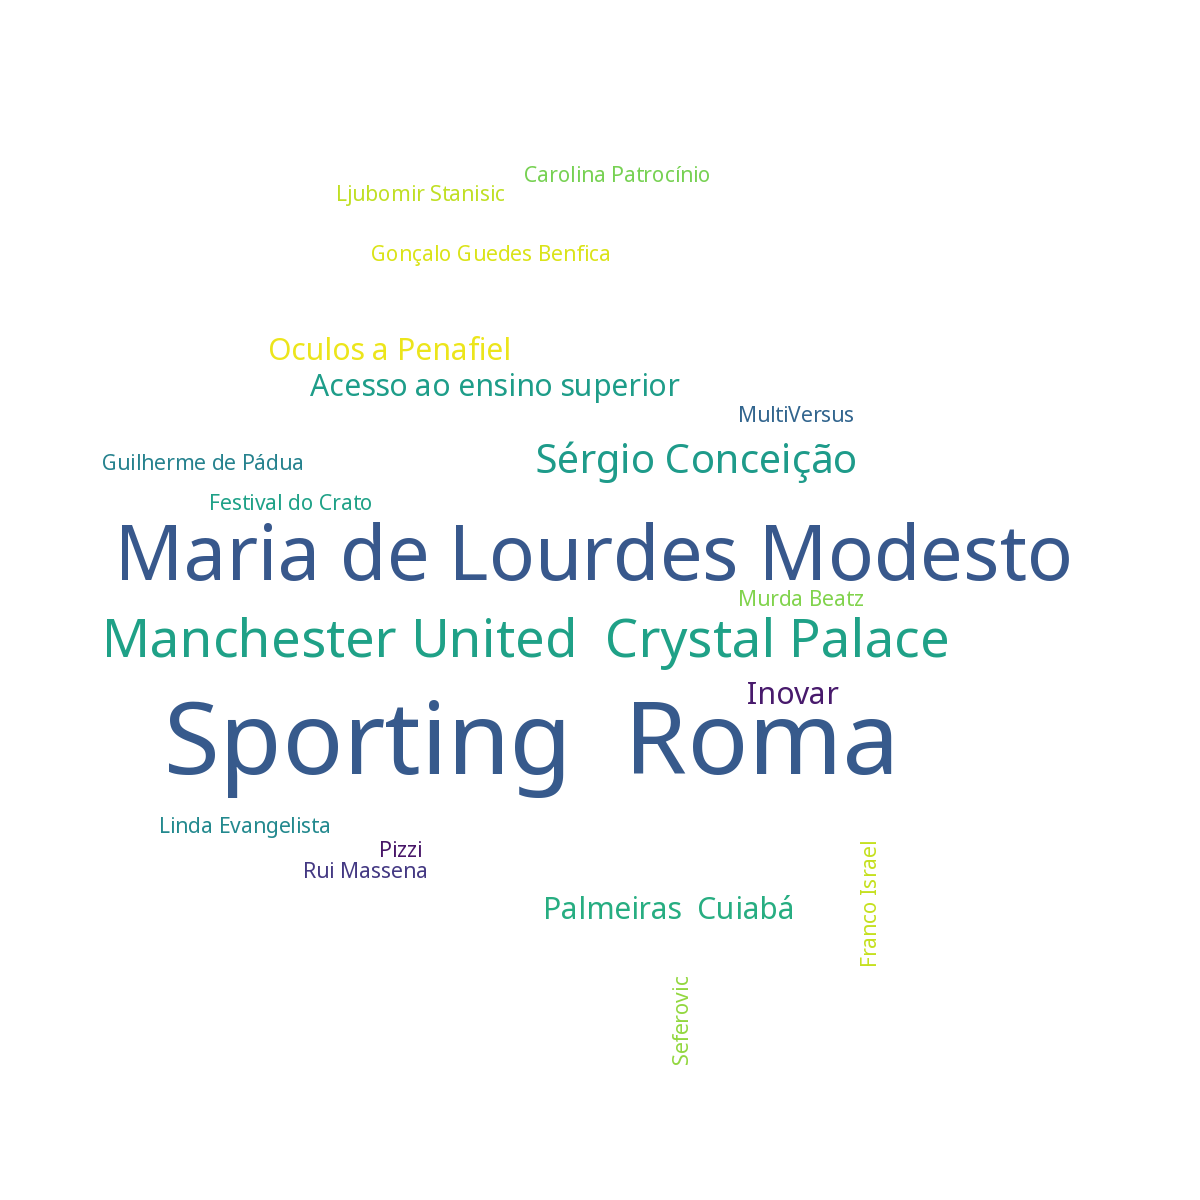 Carolina Patrocínio
Ljubomir Stanisic
Gonçalo Guedes Benfica
Oculos a Penafiel
Acesso ao ensino superior
MultiVersus
Sérgio Conceição
Guilherme de Pádua
Festival do Crato
Maria de Lourdes Modesto
Murda Beatz
Manchester United  Crystal Palace
Inovar
Sporting  Roma
Linda Evangelista
Pizzi
Rui Massena
Franco Israel
Palmeiras  Cuiabá
Seferovic